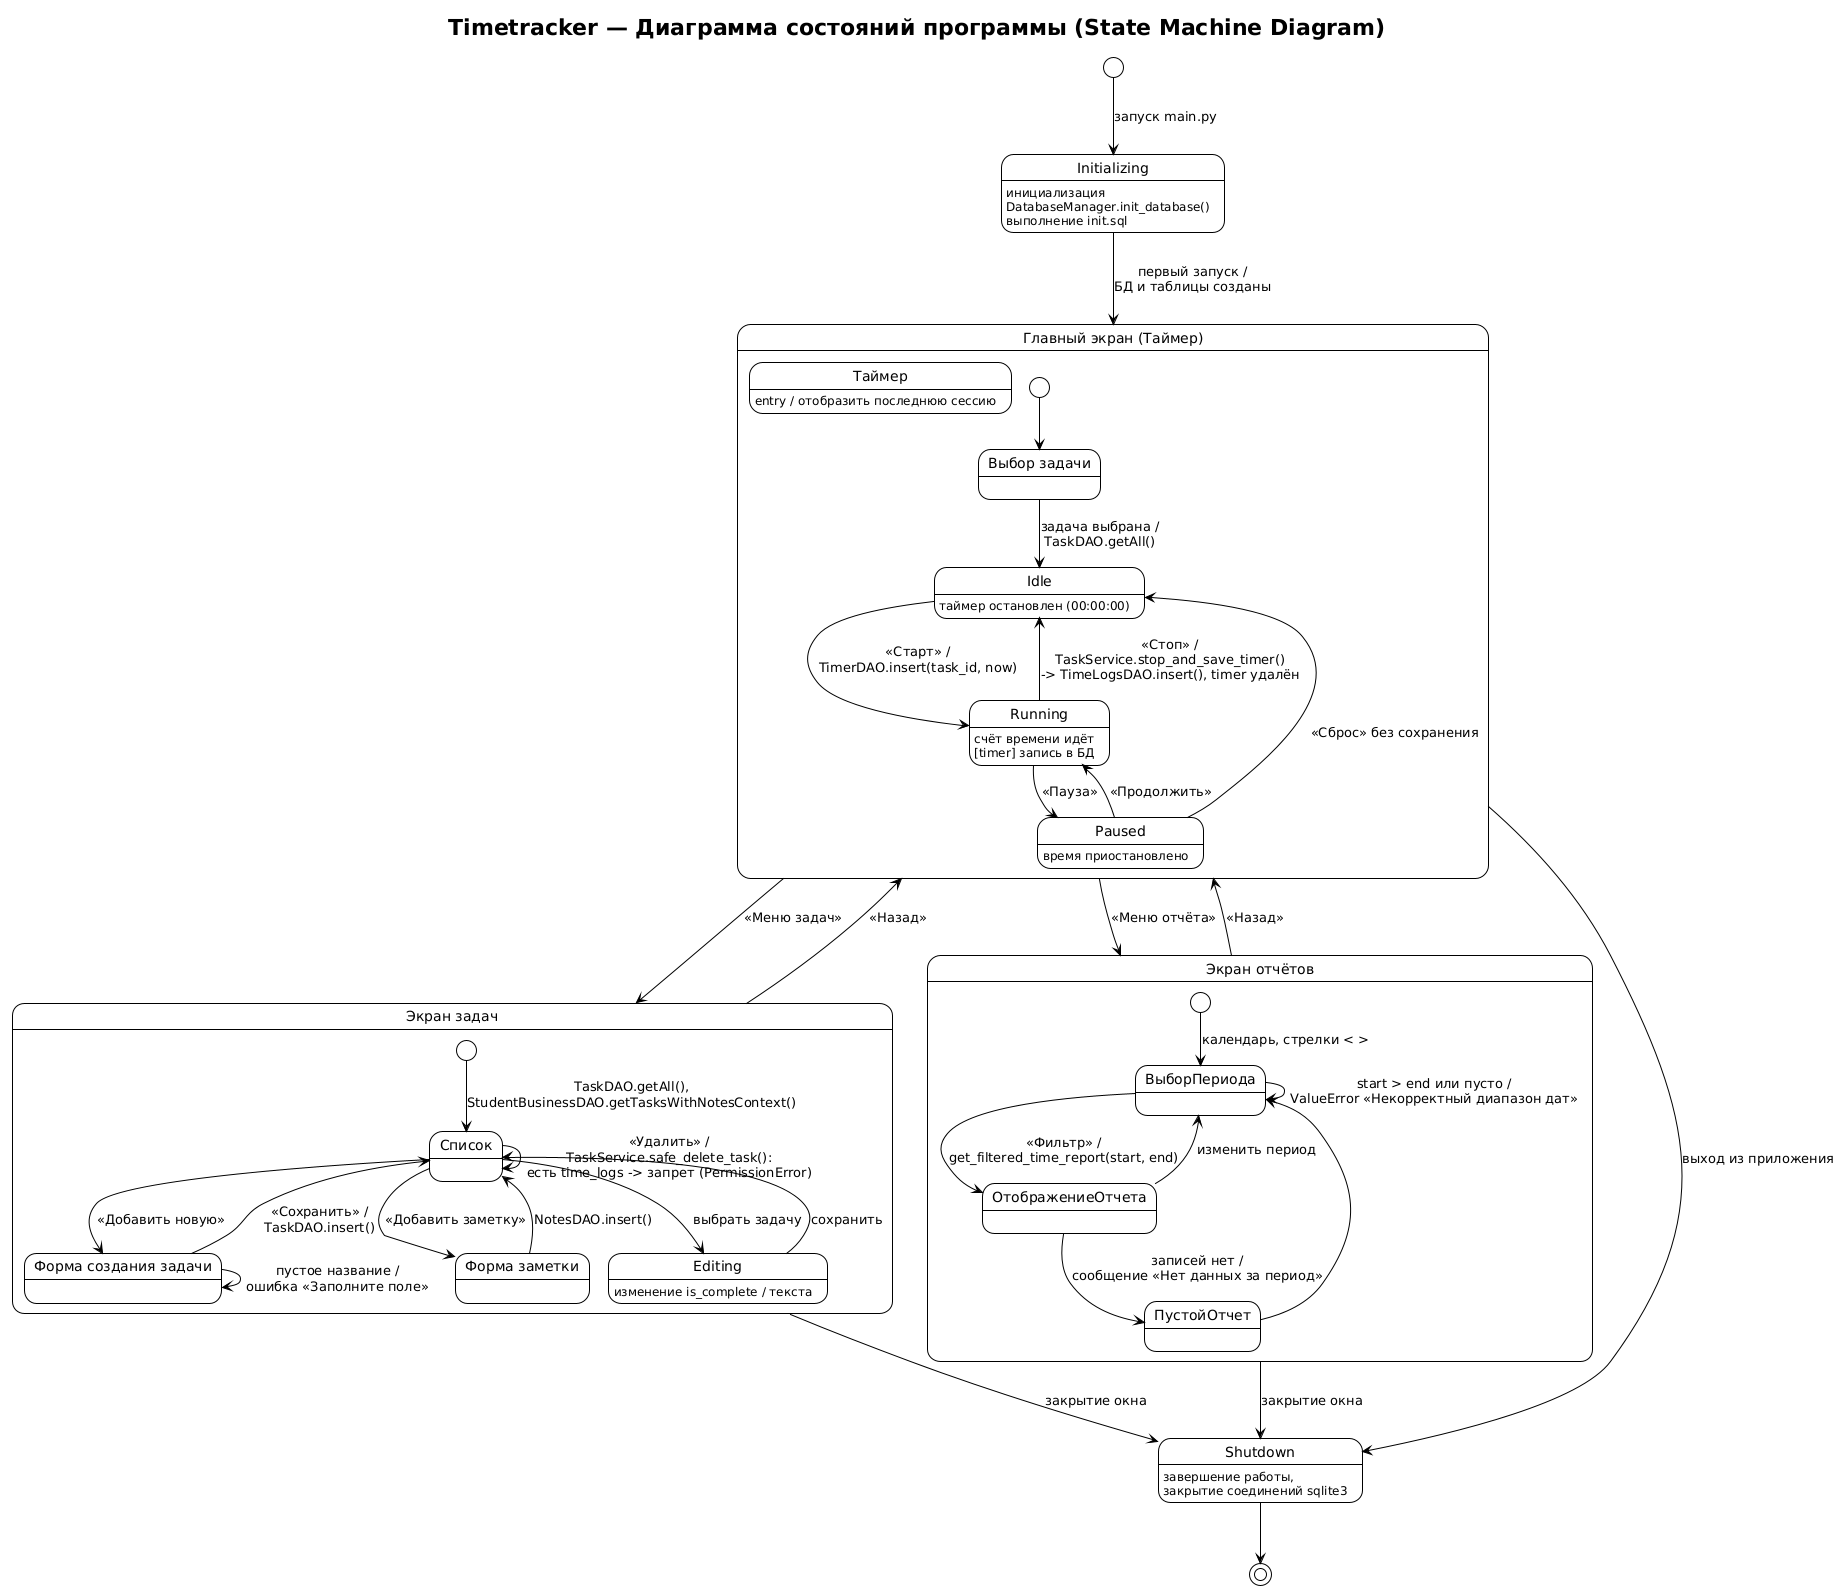 Timetracker — Диаграмма состояний программы (State Machine Diagram)
запуск main.py
Initializing
инициализация
DatabaseManager.init_database()
выполнение init.sql
первый запуск /
БД и таблицы созданы
Главный экран (Таймер)
Таймер
entry / отобразить последнюю сессию
Выбор задачи
задача выбрана /
TaskDAO.getAll()
Idle
таймер остановлен (00:00:00)
«Старт» /
TimerDAO.insert(task_id, now)
«Стоп» /
TaskService.stop_and_save_timer()
-> TimeLogsDAO.insert(), timer удалён
Running
счёт времени идёт
[timer] запись в БД
«Сброс» без сохранения
«Пауза»
«Продолжить»
Paused
время приостановлено
«Меню задач»
«Назад»
«Меню отчёта»
«Назад»
Экран задач
TaskDAO.getAll(),
StudentBusinessDAO.getTasksWithNotesContext()
Список
«Удалить» /
TaskService.safe_delete_task():
есть time_logs -> запрет (PermissionError)
«Добавить новую»
«Сохранить» /
TaskDAO.insert()
«Добавить заметку»
NotesDAO.insert()
выбрать задачу
сохранить
Форма создания задачи
пустое название /
ошибка «Заполните поле»
Форма заметки
Editing
изменение is_complete / текста
Экран отчётов
календарь, стрелки < >
ВыборПериода
start > end или пусто /
ValueError «Некорректный диапазон дат»
«Фильтр» /
get_filtered_time_report(start, end)
изменить период
ОтображениеОтчета
записей нет /
сообщение «Нет данных за период»
ПустойОтчет
выход из приложения
закрытие окна
закрытие окна
Shutdown
завершение работы,
закрытие соединений sqlite3